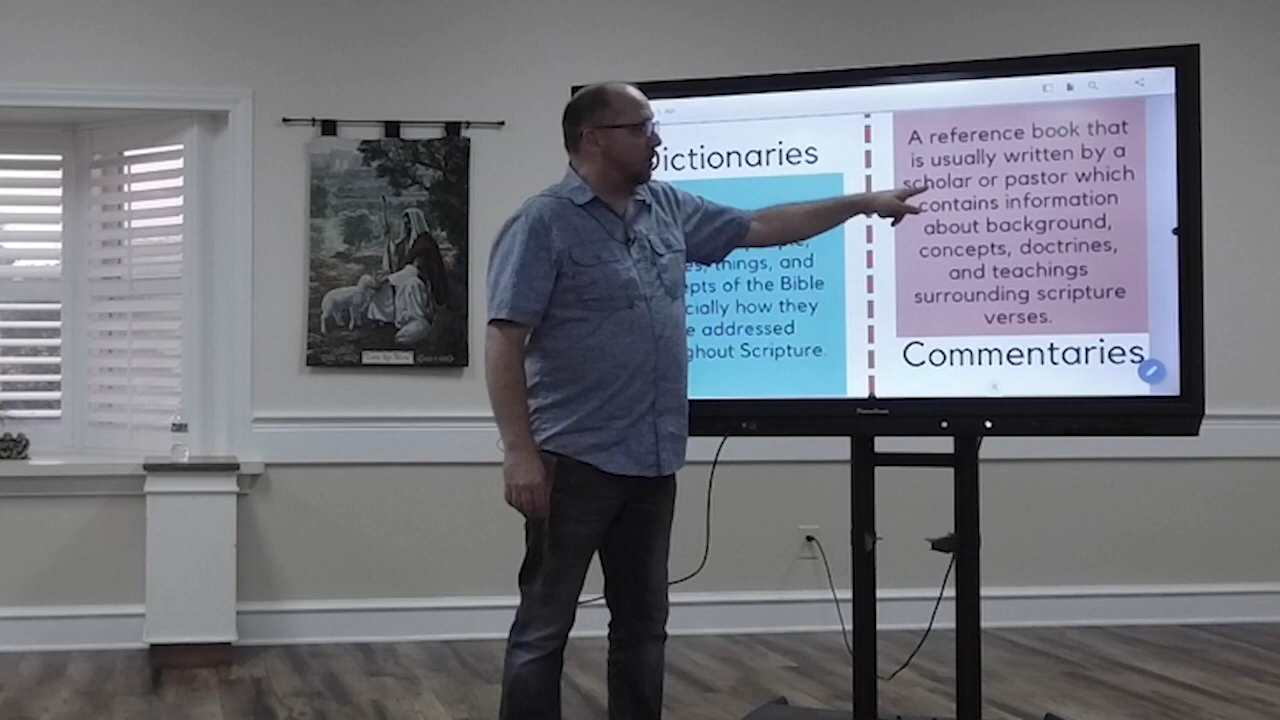 Dictionaries
things, and
of the Bible
how they
addressed
Scripture.
A reference book that
is usually written by a
scholar or pastor which
contains information
about background,
concepts, doctrines,
and teachings
surrounding scripture
verses.
Commentaries